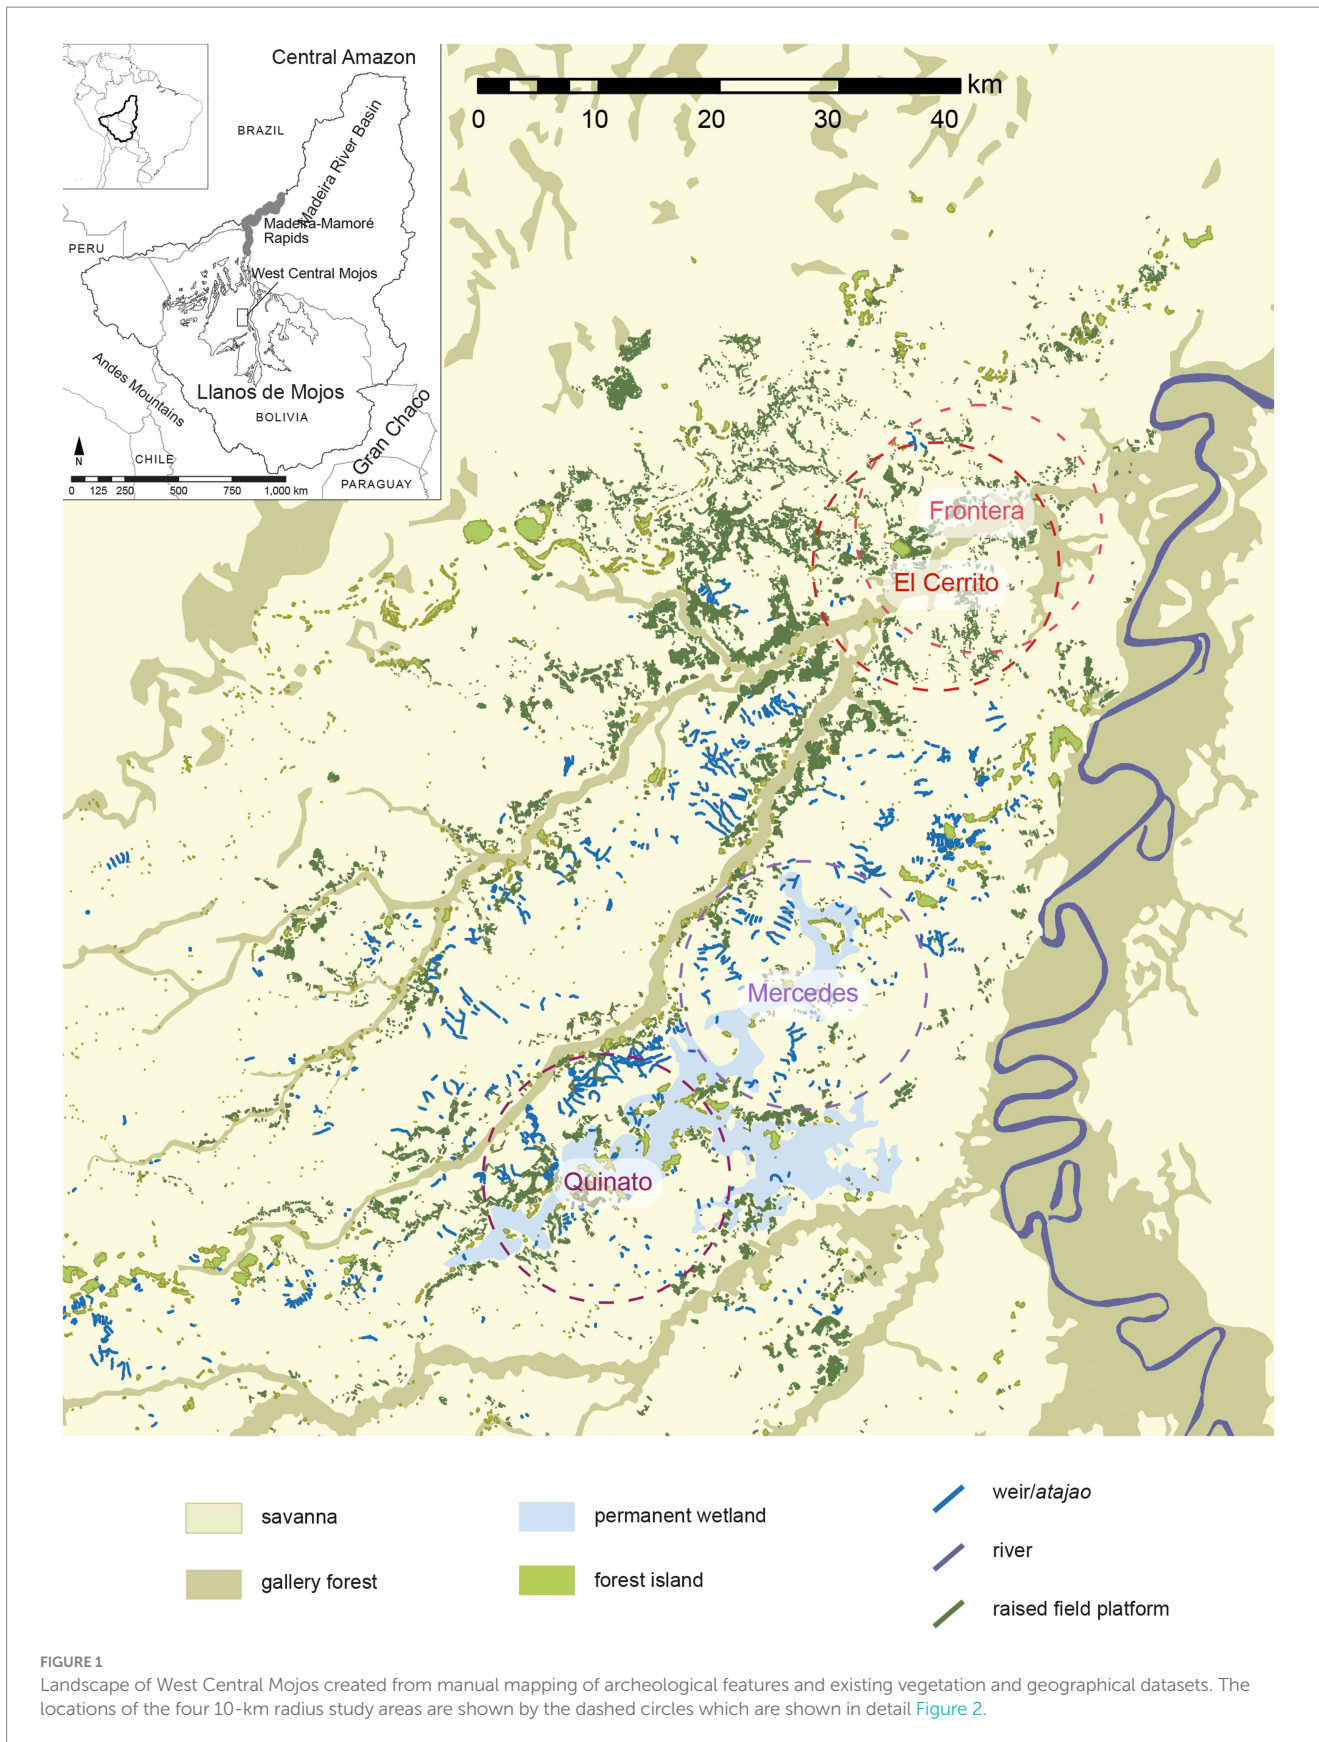 Central Amazon
BRAZIL
Madeira River Basin
Madeira-Mamoré
Rapids
PERU
West Central Mojos
Andes Mountains
Llanos de Mojos
BOLIVIA
Gran Chaco
N
CHILE
PARAGUAY
0 125 250 500 750 1,000 km
km
0 10 20 30 40
Frontera
El Cerrito
Mercedes
Quinato
savanna
gallery forest
permanent wetland
forest island
weir/atajao
river
raised field platform
FIGURE 1
Landscape of West Central Mojos created from manual mapping of archeological features and existing vegetation and geographical datasets. The
locations of the four 10-km radius study areas are shown by the dashed circles which are shown in detail Figure 2.